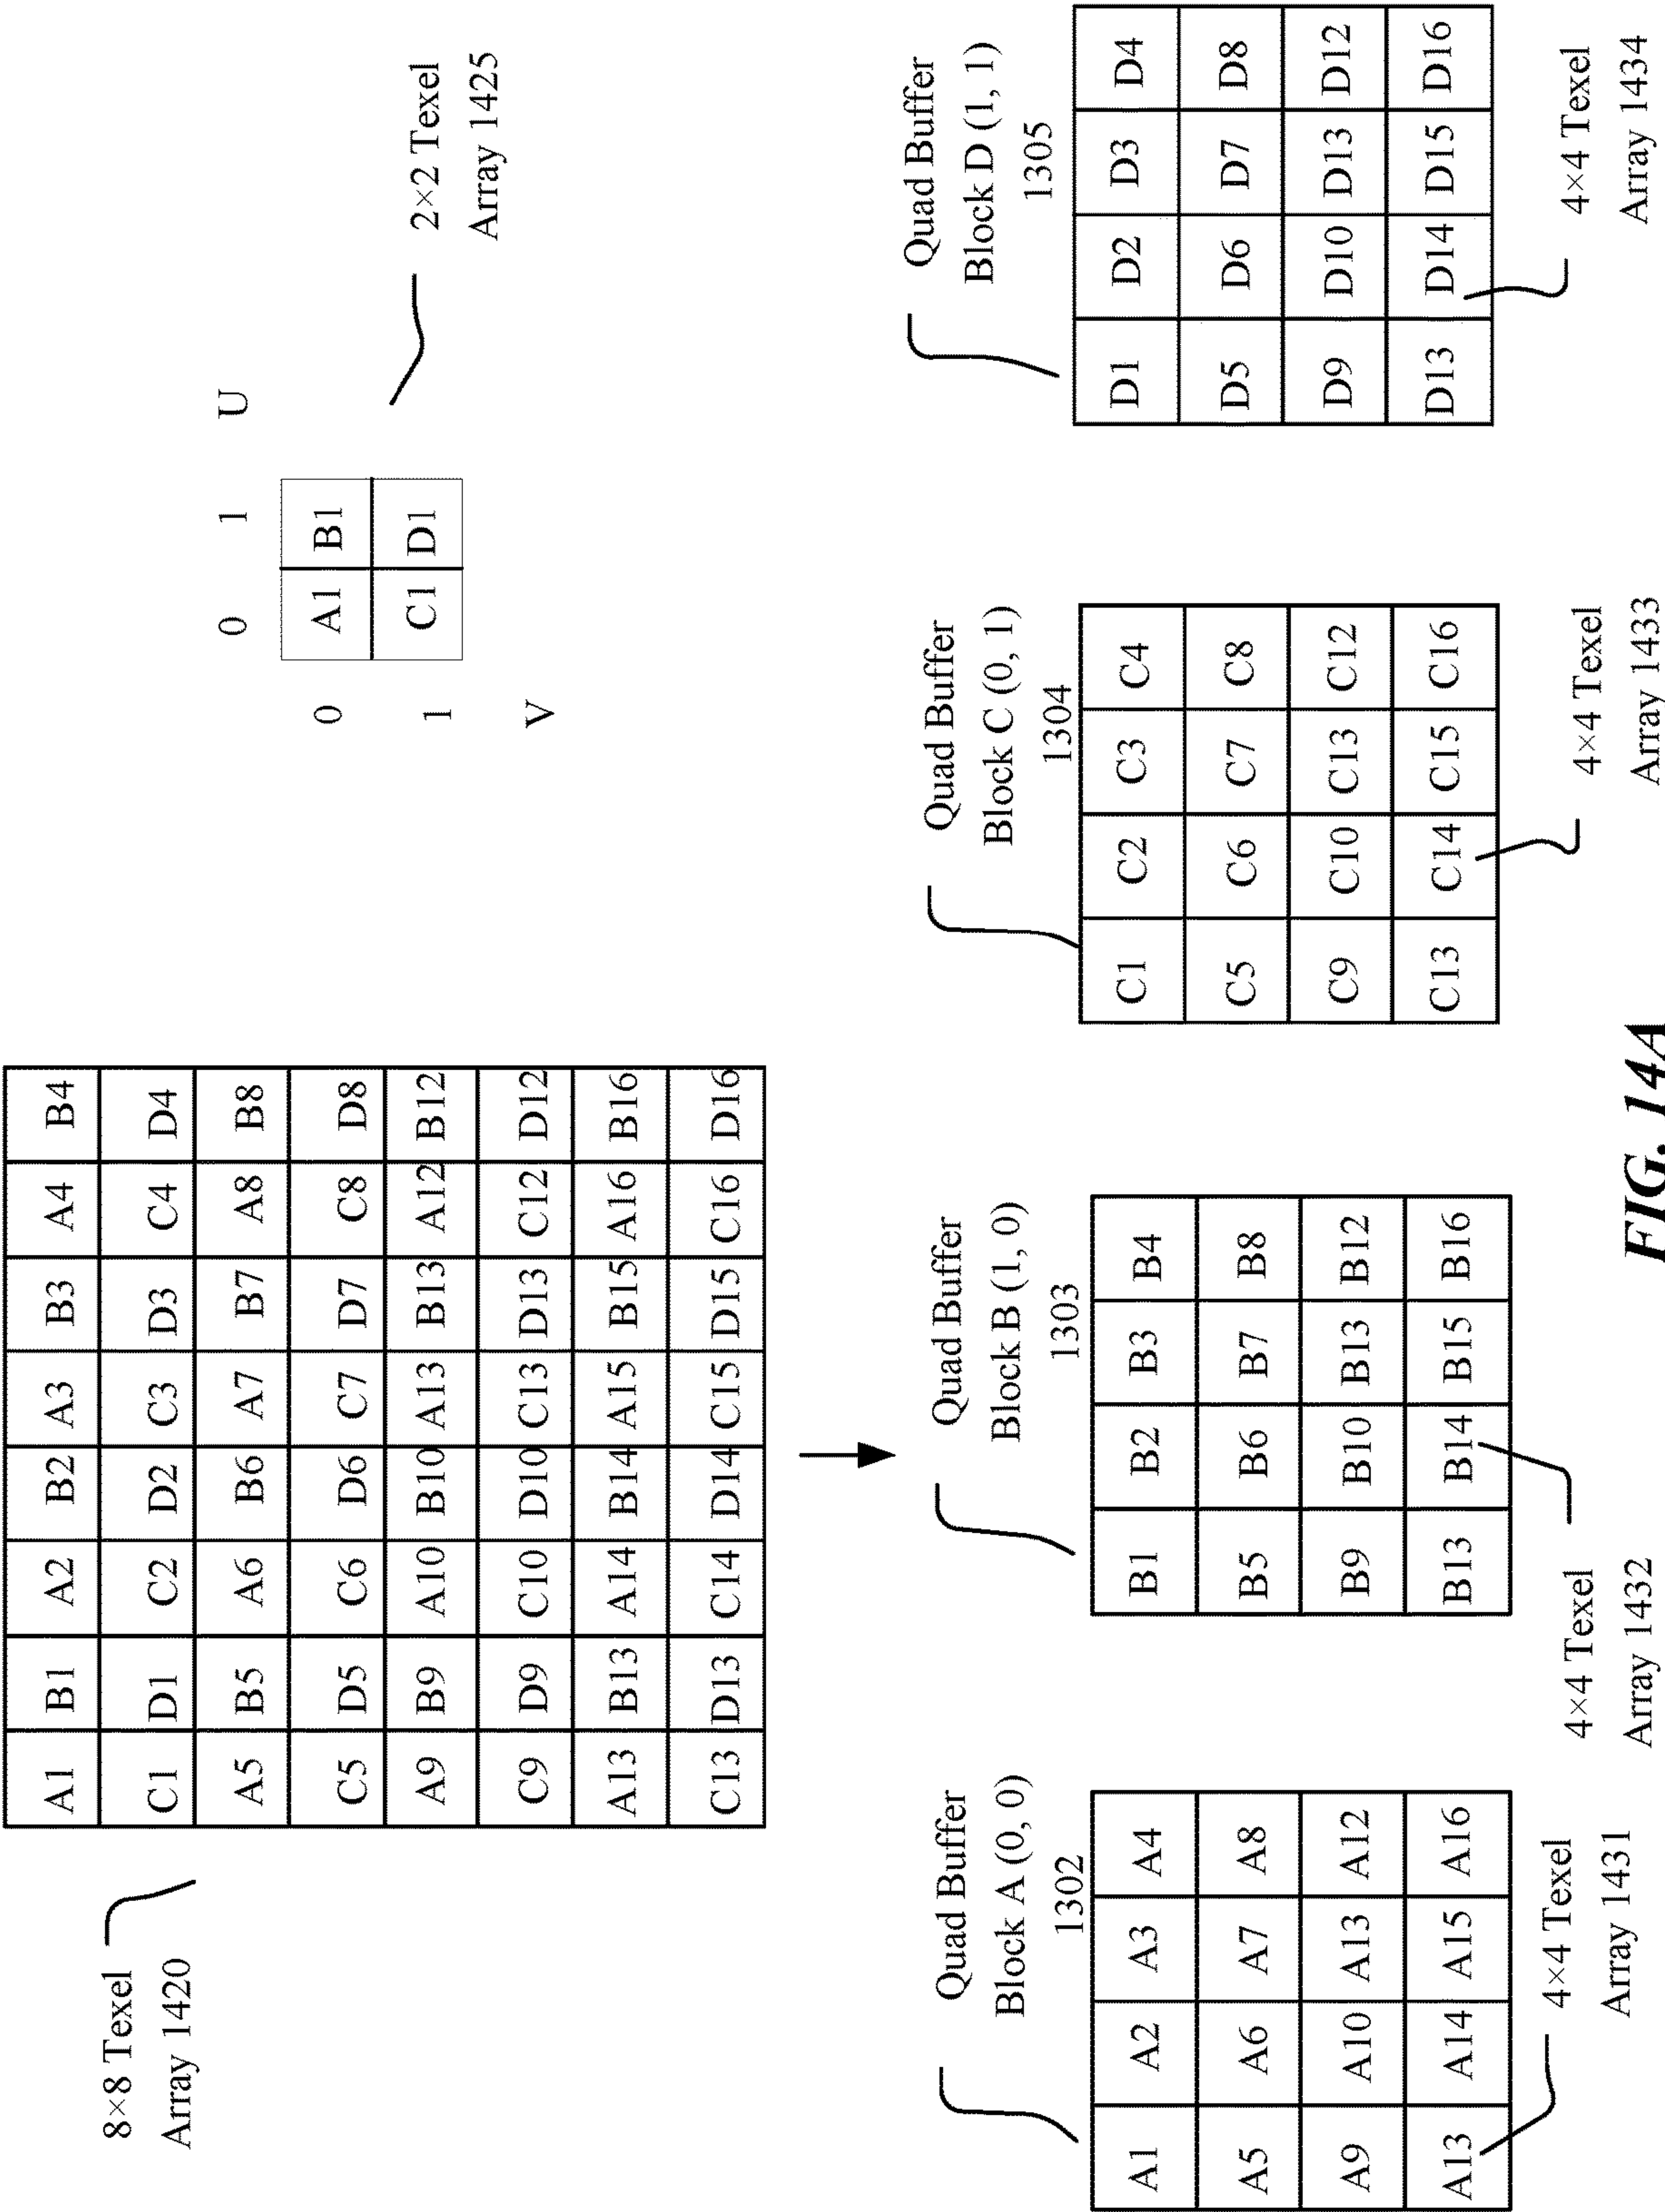 8×8 Texel
Array 1420
A1 B1 A2 B2 A3 B3 A4 B4
C1 D1 C2 D2 C3 D3 C4 D4
A5 B5 A6 B6 A7 B7 A8 B8
C5 D5 C6 D6 C7 D7 C8 D8
A9 B9 A10 B10 A13 B13 A12 B12
C9 D9 C10 D10 C13 D13 C12 D12
A13 B13 A14 B14 A15 B15 A16 B16
C13 D13 C14 D14 C15 D15 C16 D16
0 1 U
0 A1 B1
1 C1 D1
V
2×2 Texel
Array 1425
Quad Buffer
Block A (0, 0)
1302
A1 A2 A3 A4
A5 A6 A7 A8
A9 A10 A13 A12
A13 A14 A15 A16
4×4 Texel
Array 1431
Quad Buffer
Block B (1, 0)
1303
B1 B2 B3 B4
B5 B6 B7 B8
B9 B10 B13 B12
B13 B14 B15 B16
4×4 Texel
Array 1432
Quad Buffer
Block C (0, 1)
1304
C1 C2 C3 C4
C5 C6 C7 C8
C9 C10 C13 C12
C13 C14 C15 C16
4×4 Texel
Array 1433
Quad Buffer
Block D (1, 1)
1305
D1 D2 D3 D4
D5 D6 D7 D8
D9 D10 D13 D12
D13 D14 D15 D16
4×4 Texel
Array 1434
FIG. 14A